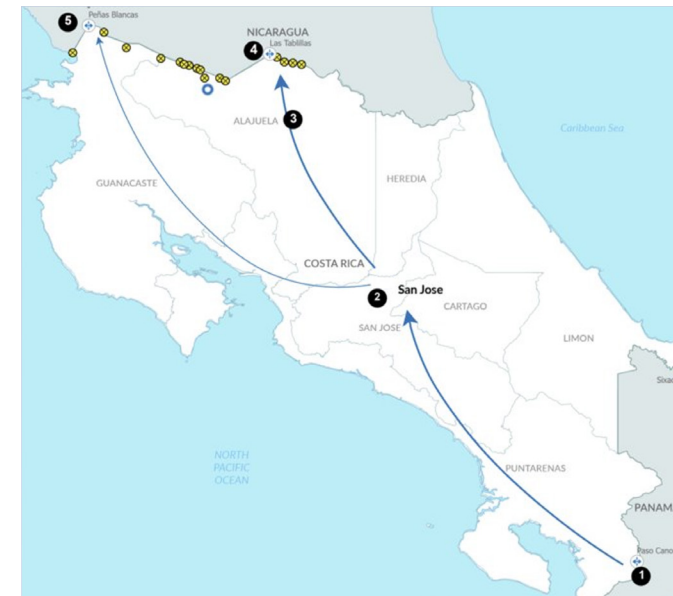 5
Peñas Blancas
NICARAGUA
4
Las Tablillas
ALAJUELA
3
Caribbean Sea
GUANACASTE
HEREDIA
COSTA RICA
2
San Jose
SAN JOSE
CARTAGO
LIMON
Sixao
NORTH
PACIFIC
OCEAN
PUNTARENAS
PANAM
Paso Cano
1